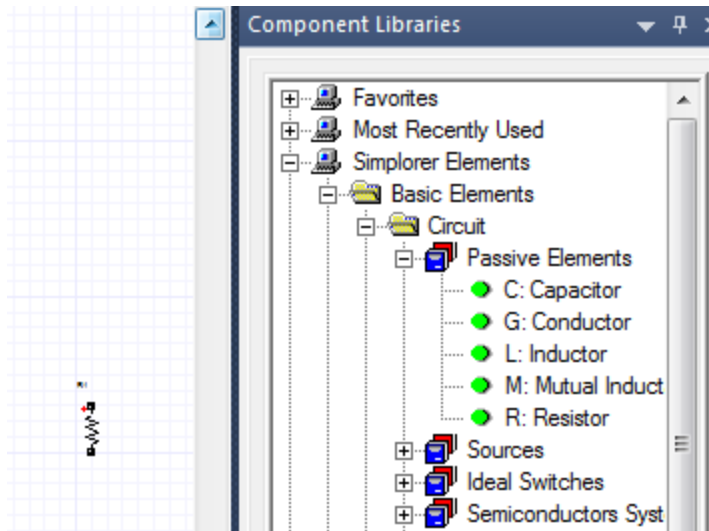 Component Libraries
Favorites
Most Recently Used
Simplorer Elements
Basic Elements
Circuit
Passive Elements
C: Capacitor
G: Conductor
L: Inductor
M: Mutual Induct
R: Resistor
Sources
Ideal Switches
Semiconductors Syst